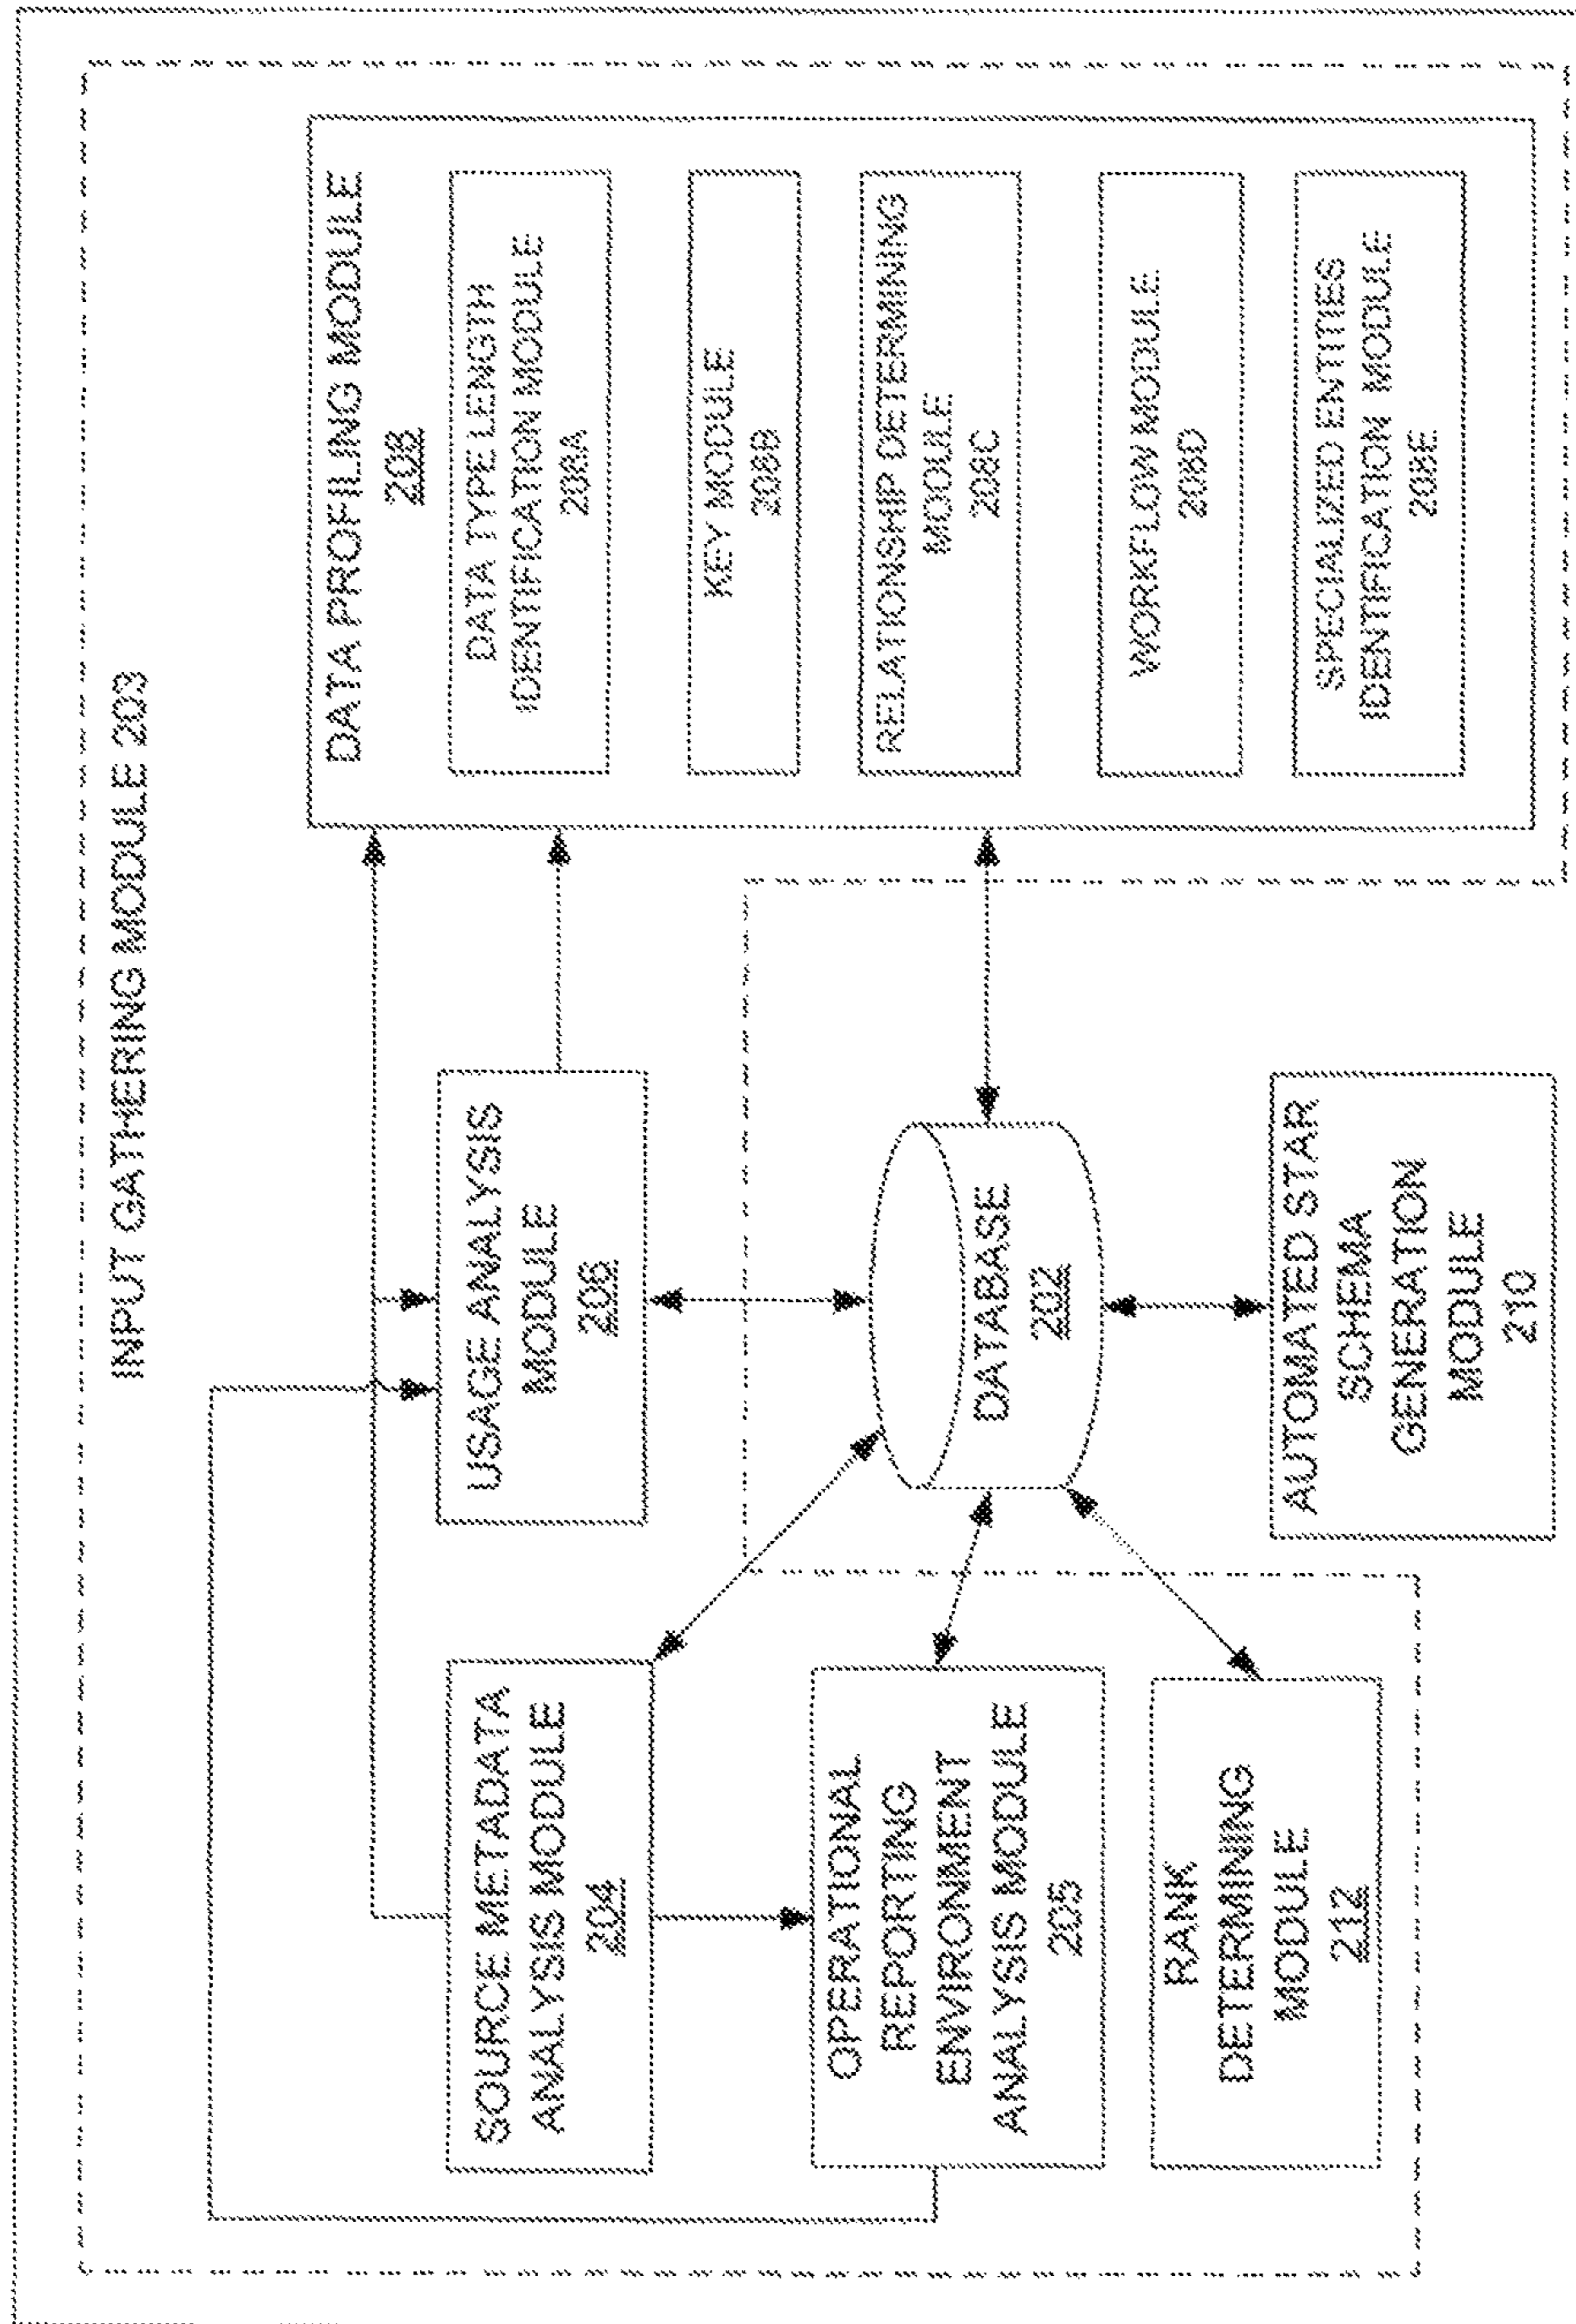 INPUT GATHERING MODULE 203
SOURCE METADATA
ANALYSIS MODULE
204
OPERATIONAL
REPORTING
ENVIRONMENT
ANALYSIS MODULE
205
RANK
DETERMINING
MODULE
212
USAGE ANALYSIS
MODULE
206
DATABASE
202
AUTOMATED STAR
SCHEMA
GENERATION
MODULE
210
DATA PROFILING MODULE
208
DATA TYPE LENGTH
IDENTIFICATION MODULE
208A
KEY MODULE
208B
RELATIONSHIP DETERMINING
MODULE
208C
WORKFLOW MODULE
208D
SPECIALIZED ENTITIES
IDENTIFICATION MODULE
208E